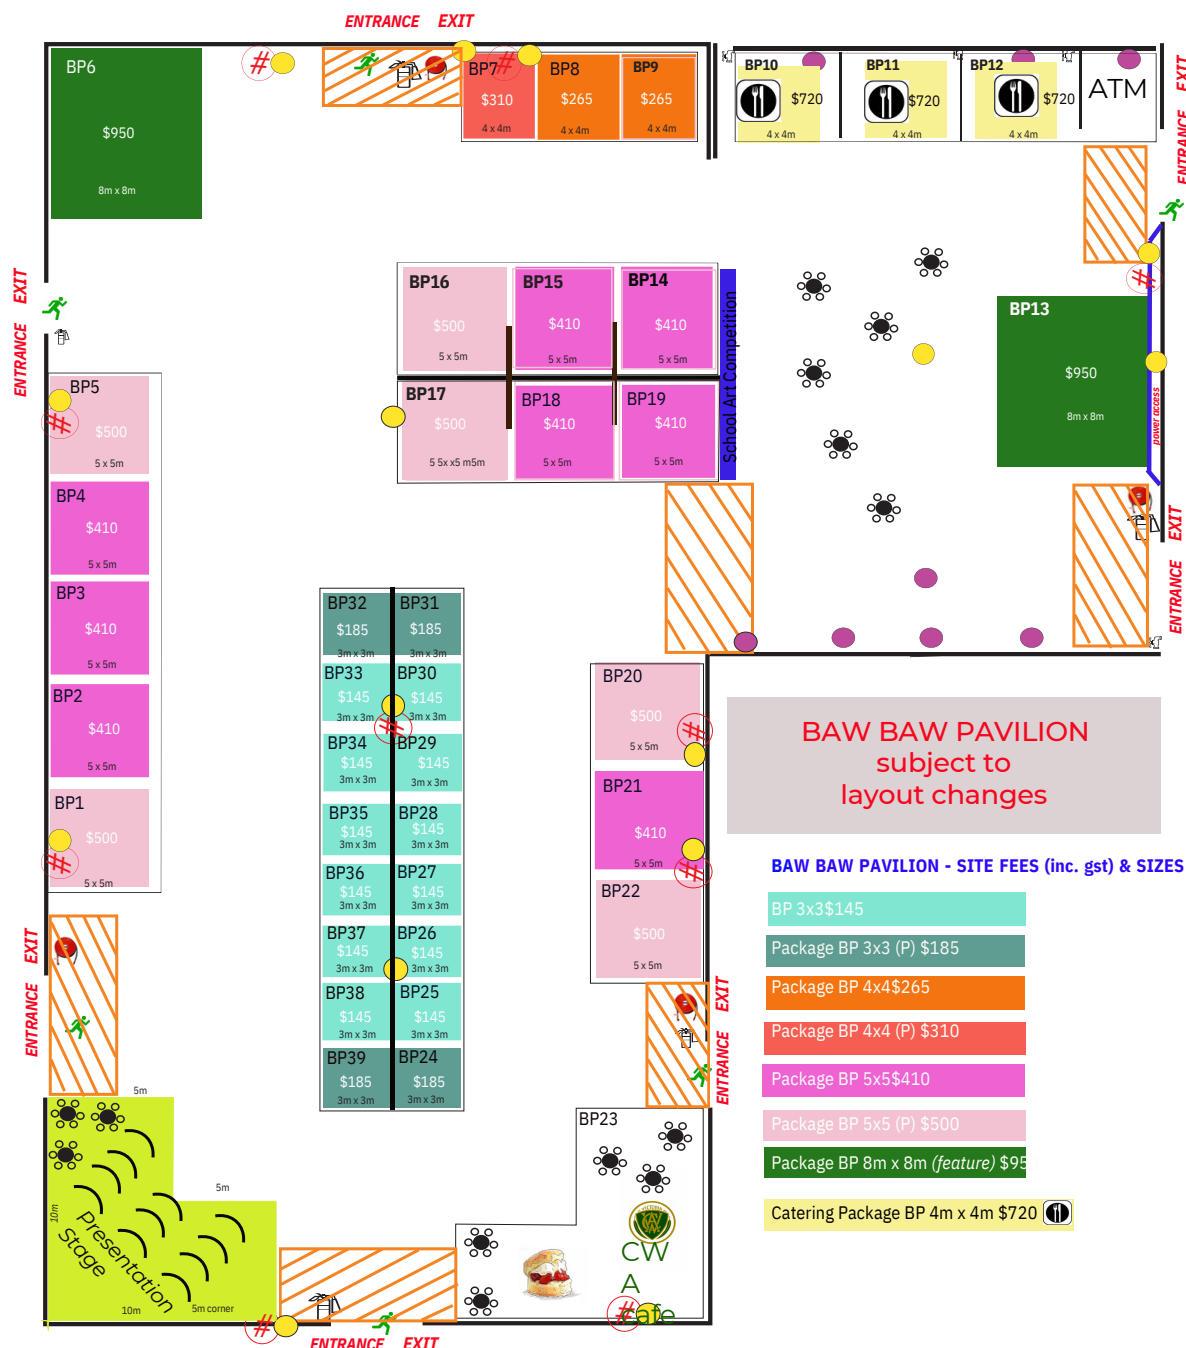 ENTRANCE EXIT
BP6
$950
8m x 8m
#
BP7
$310
4 x 4m
#
BP8
$265
4 x 4m
BP9
$265
4 x 4m
BP10
$720
4 x 4m
BP11
$720
4 x 4m
BP12
$720
4 x 4m
ATM
ENTRANCE EXIT
ENTRANCE EXIT
BP16
$500
5 x 5m
BP15
$410
5 x 5m
BP14
$410
5 x 5m
BP17
$500
5 5x x5 m5m
BP18
$410
5 x 5m
BP19
$410
5 x 5m
School Art Competition
#
BP13
$950
8m x 8m
power access
ENTRANCE EXIT
BP5
#
$500
5 x 5m
BP4
$410
5 x 5m
BP3
$410
5 x 5m
BP2
$410
5 x 5m
BP1
$500
#
5 x 5m
BP32
$185
3m x 3m
BP31
$185
3m x 3m
BP33
$145
3m x 3m
BP30
$145
3m x 3m
#
BP34
$145
3m x 3m
BP29
$145
3m x 3m
BP35
$145
3m x 3m
BP28
$145
3m x 3m
BP36
$145
3m x 3m
BP27
$145
3m x 3m
BP37
$145
3m x 3m
BP26
$145
3m x 3m
BP38
$145
3m x 3m
BP25
$145
3m x 3m
BP39
$185
3m x 3m
BP24
$185
3m x 3m
BP20
$500
#
5 x 5m
BP21
$410
5 x 5m
#
BP22
$500
5 x 5m
ENTRANCE EXIT
ENTRANCE EXIT
BAW BAW PAVILION
subject to
layout changes
BAW BAW PAVILION - SITE FEES (inc. gst) & SIZES
BP 3x3$145
Package BP 3x3 (P) $185
Package BP 4x4$265
Package BP 4x4 (P) $310
Package BP 5x5$410
Package BP 5x5 (P) $500
Package BP 8m x 8m (feature) $95
Catering Package BP 4m x 4m $720
5m
5m
10m
Presentation
Stage
10m
5m corner
#
BP23
CW
A
cafe
#
ENTRANCE EXIT